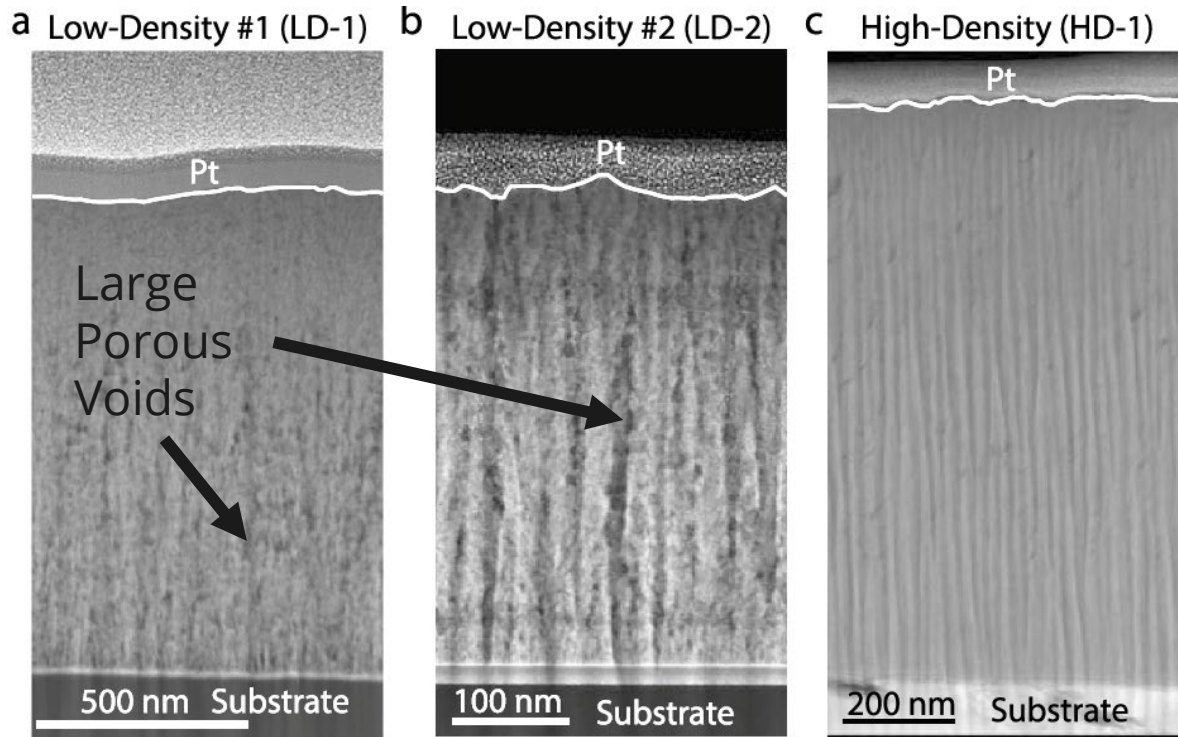 a Low-Density #1 (LD-1)
b Low-Density #2 (LD-2)
c High-Density (HD-1)
Pt
Pt
Pt
Large
Porous
Voids
500 nm Substrate
100 nm Substrate
200 nm Substrate